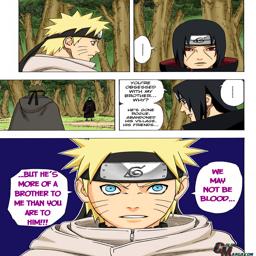 YOU'RE
OBSESSED
WITH MY
BROTHER...
WHY?
HE'S GONE
ROGUE,
ABANDONED
HIS VILLAGE,
HIS FRIENDS...
WE
MAY
NOT BE
BLOOD...
...BUT HE'S
MORE OF A
BROTHER TO
ME THAN YOU
ARE TO
HIM!!!